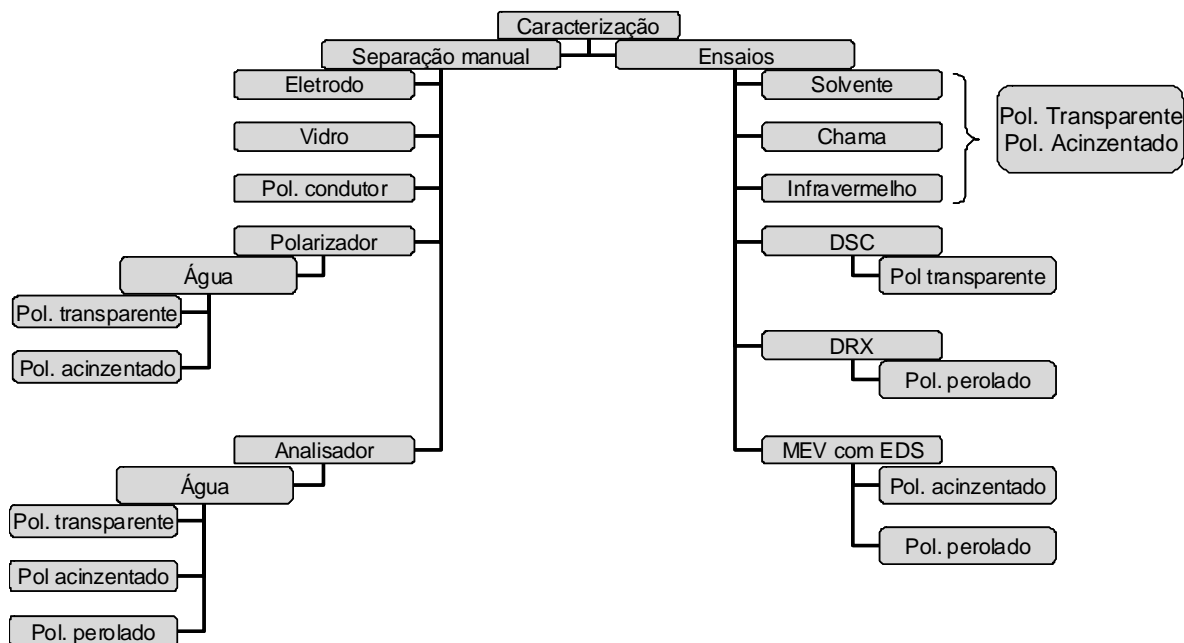 Caracterização
Separação manual
Eletrodo
Vidro
Pol. condutor
Polarizador
Água
Pol. transparente
Pol. acinzentado
Analisador
Água
Pol. transparente
Pol acinzentado
Pol. perolado
Ensaios
Solvente
Chama
Infravermelho
Pol. Transparente
Pol. Acinzentado
DSC
Pol transparente
DRX
Pol. perolado
MEV com EDS
Pol. acinzentado
Pol. perolado